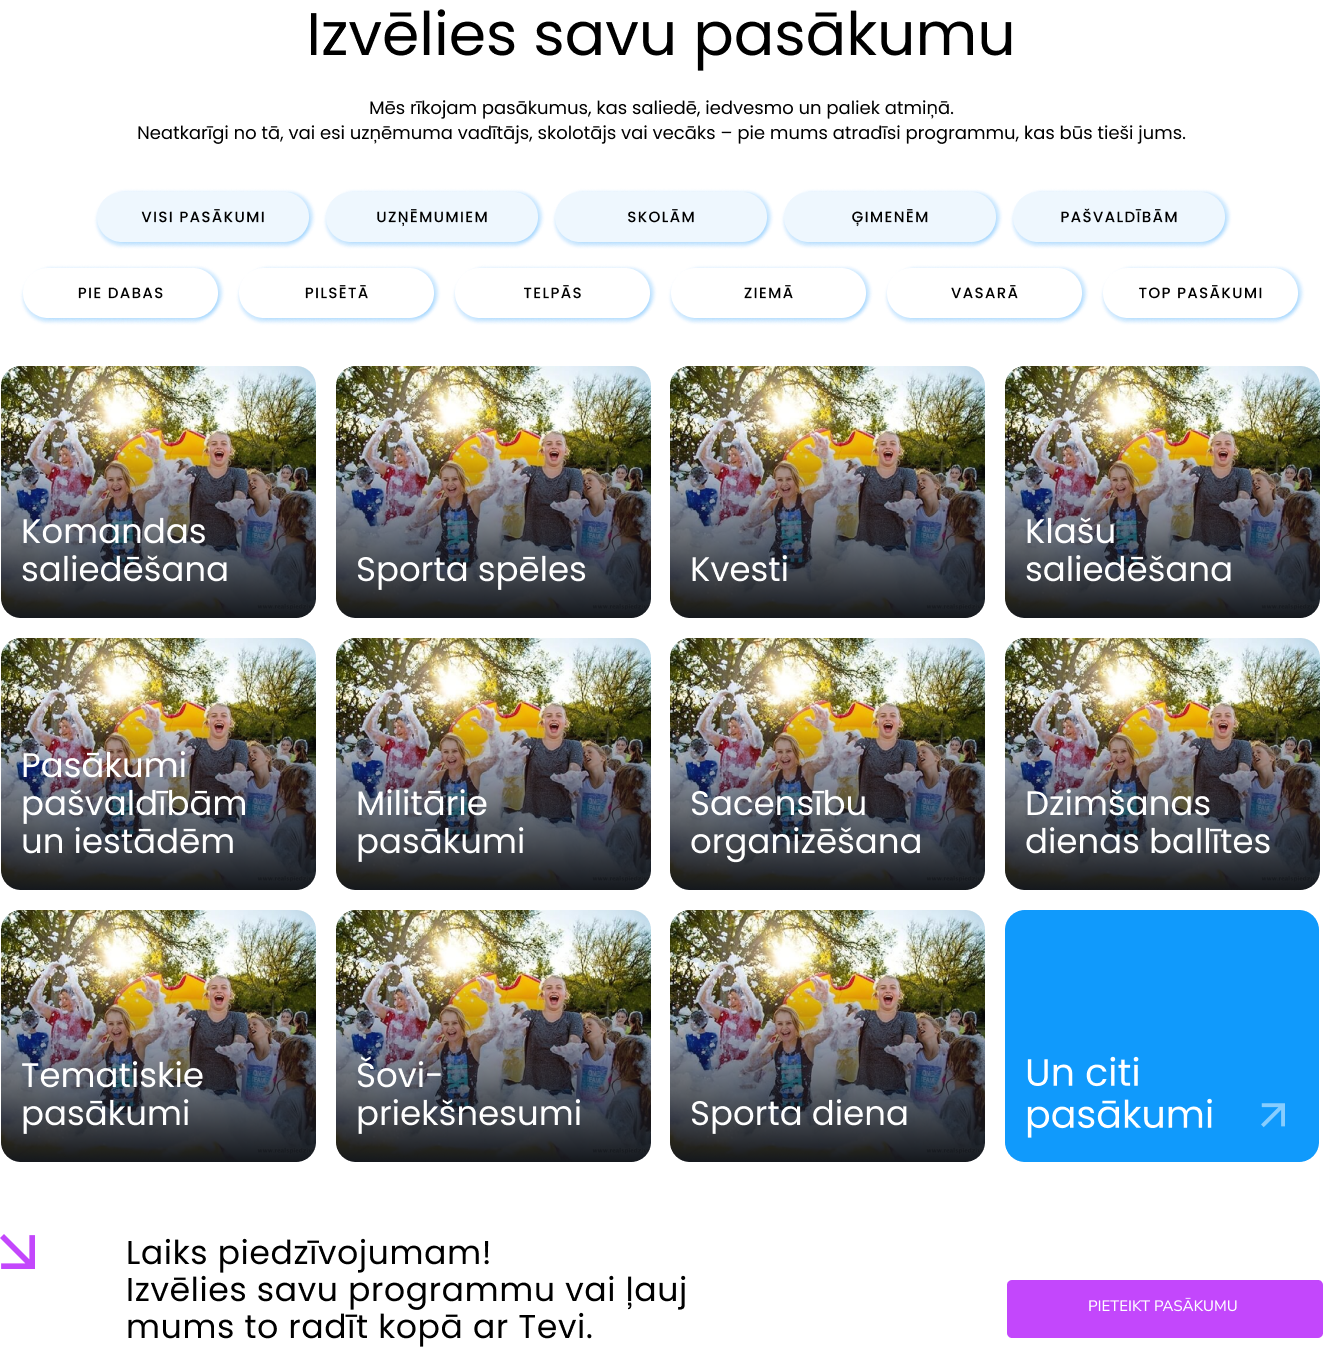 Izvēlies savu pasākumu
Mēs rīkojam pasākumus, kas saliedē, iedvesmo un paliek atmiņā.
Neatkarīgi no tā, vai esi uzņēmuma vadītājs, skolotājs vai vecāks – pie mums atradīsi programmu, kas būs tieši jums.
VISI PASĀKUMI
UZŅĒMUMIEM
SKOLĀM
ĢIMENĒM
PAŠVALDĪBĀM
PIE DABAS
PILSĒTĀ
TELPĀS
ZIEMĀ
VASARĀ
TOP PASĀKUMI
Komandas
saliedēšana
Sporta spēles
Kvesti
Klašu
saliedēšana
Pasākumi
pašvaldībām
un iestādēm
Militārie
pasākumi
Sacensību
organizēšana
Dzimšanas
dienas ballītes
Tematiskie
pasākumi
Šovi-
priekšnesumi
Sporta diena
Un citi
pasākumi
Laiks piedzīvojumam!
Izvēlies savu programmu vai ļauj
mums to radīt kopā ar Tevi.
PIETEIKT PASĀKUMU